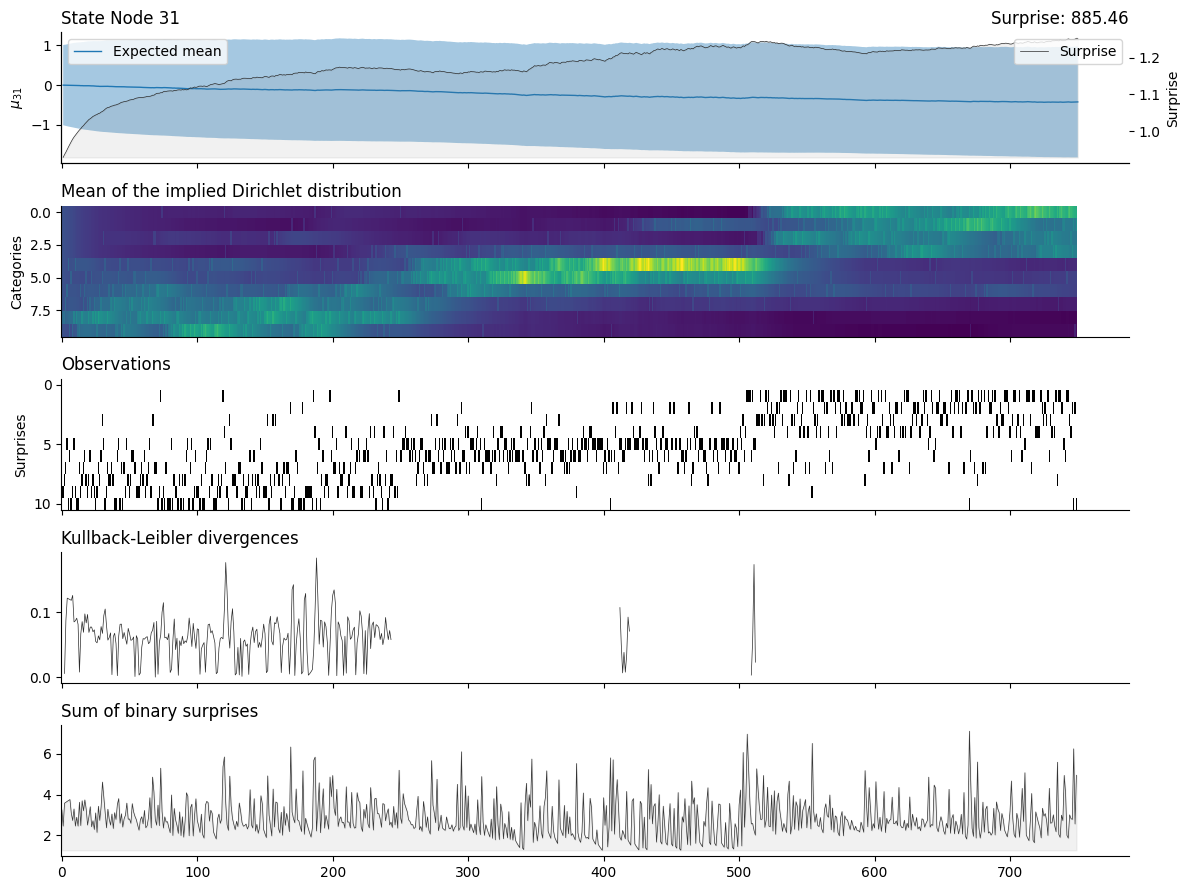 State Node 31 Surprise: 885.46
Expected mean
Surprise
1
0
−1
μ31
1.2
1.1
1.0
Surprise
Mean of the implied Dirichlet distribution
0.0
2.5
5.0
7.5
Categories
Observations
0
5
10
Surprises
Kullback-Leibler divergences
0.1
0.0
Sum of binary surprises
6
4
2
0 100 200 300 400 500 600 700